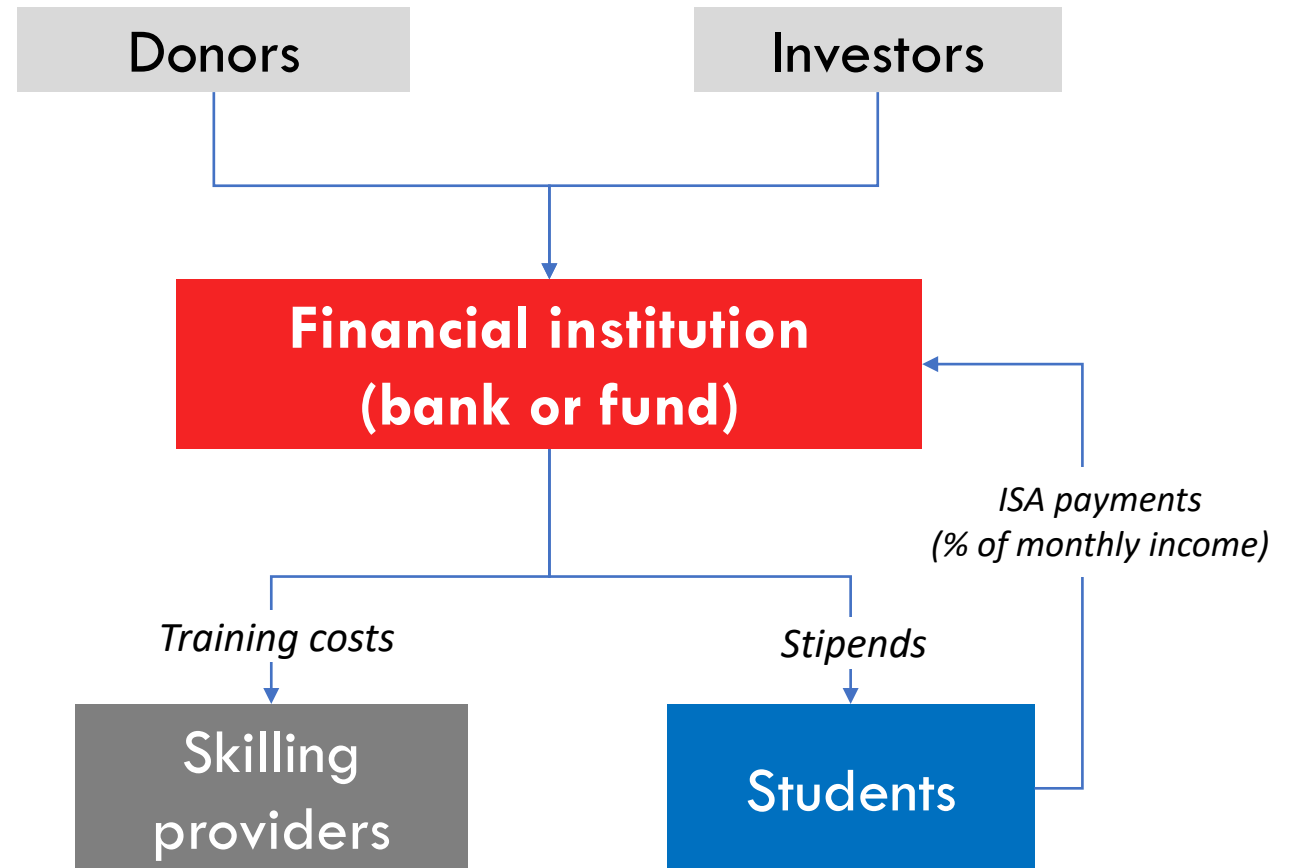 Donors
Investors
Financial institution
(bank or fund)
ISA payments
(% of monthly income)
Training costs
Stipends
Skilling
providers
Students